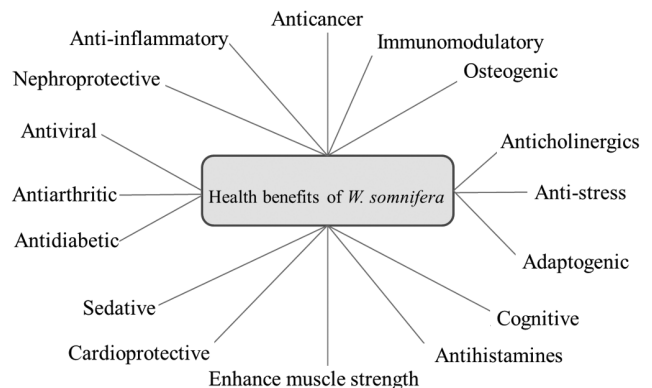 Anticancer
Anti-inflammatory
Immunomodulatory
Nephroprotective
Osteogenic
Antiviral
Anticholinergics
Antiarthritic
Health benefits of W. somnifera
Anti-stress
Antidiabetic
Adaptogenic
Sedative
Cognitive
Cardioprotective
Antihistamines
Enhance muscle strength